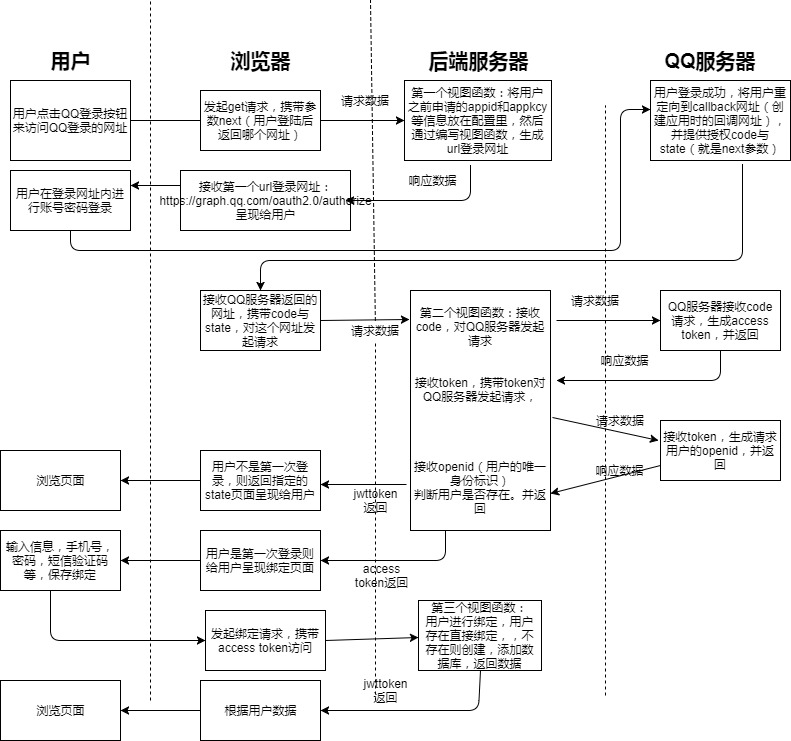 用户
浏览器
后端服务器
QQ服务器
用户点击QQ登录按钮
来访问QQ登录的网址
发起get请求，携带参
数next（用户登陆后
返回哪个网址）
请求数据
第一个视图函数：将用户
之前申请的appid和appkcy
等信息放在配置里，然后
通过编写视图函数，生成
url登录网址
用户登录成功，将用户重
定向到callback网址（创
建应用时的回调网址），
并提供授权code与
state（就是next参数）
响应数据
用户在登录网址内进
行账号密码登录
接收第一个url登录网址：
https://graph.qq.com/oauth2.0/authorize
呈现给用户
接收QQ服务器返回的
网址，携带code与
state，对这个网址发
起请求
请求数据
第二个视图函数：接收
code，对QQ服务器发起
请求
请求数据
QQ服务器接收code
请求，生成access
token，并返回
响应数据
接收token，携带token对
QQ服务器发起请求，
请求数据
接收token，生成请求
用户的openid，并返
回
响应数据
接收openid（用户的唯一
身份标识）
判断用户是否存在。并返
回
jwttoken
返回
用户不是第一次登
录，则返回指定的
state页面呈现给用户
浏览页面
access
token返回
用户是第一次登录则
给用户呈现绑定页面
输入信息，手机号，
密码，短信验证码
等，保存绑定
发起绑定请求，携带
access token访问
第三个视图函数：
用户进行绑定，用户
存在直接绑定，，不
存在则创建，添加数
据库，返回数据
jwttoken
返回
根据用户数据
浏览页面